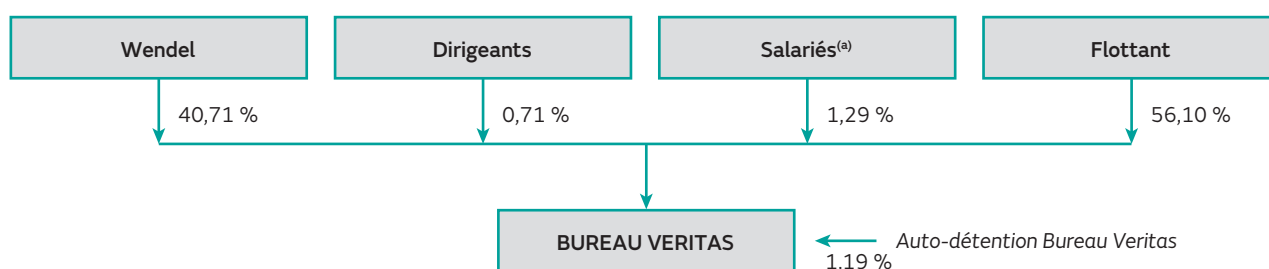 Wendel
Dirigeants
Salariés(a)
Flottant
40,71 %
0,71 %
1,29 %
56,10 %
BUREAU VERITAS
Auto-détention Bureau Veritas
1,19 %